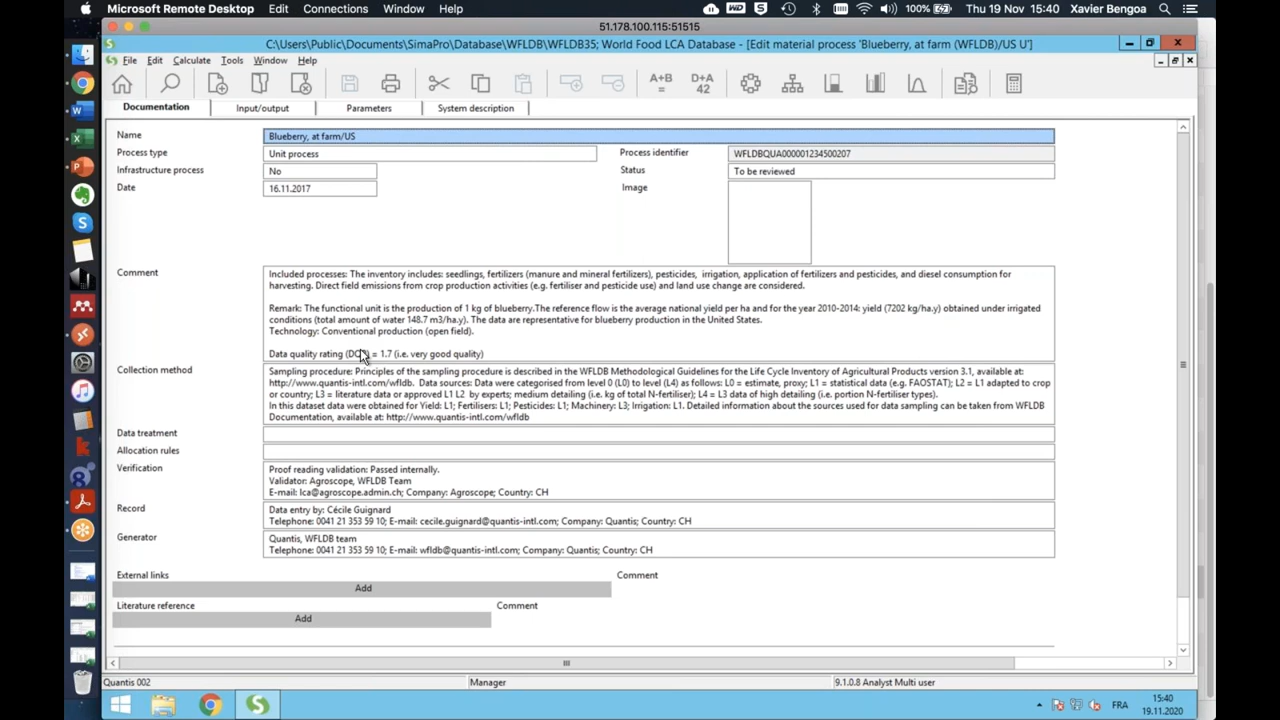 Microsoft Remote Desktop Edit Connections Window Help 100% Thu 19 Nov 15:40 Xavier Bengoa
51.178.100.115:51515
C:\Users\Public\Documents\SimaPro\Database\WFLDB\WFLDB35; World Food LCA Database - [Edit material process 'Blueberry, at farm (WFLDB)/US U']
File Edit Calculate Tools Window Help
A+B
=
D+A
42
Documentation Input/output Parameters System description
Name Blueberry, at farm/US
Process type Unit process Process identifier WFLDBQUA000001234500207
Infrastructure process No Status To be reviewed
Date 16.11.2017 Image
Comment Included processes: The inventory includes: seedlings, fertilizers (manure and mineral fertilizers), pesticides, irrigation, application of fertilizers and pesticides, and diesel consumption for
harvesting. Direct field emissions from crop production activities (e.g. fertiliser and pesticide use) and land use change are considered.
Remark: The functional unit is the production of 1 kg of blueberry.The reference flow is the average national yield per ha and for the year 2010-2014: yield (7202 kg/ha.y) obtained under irrigated
conditions (total amount of water 148.7 m3/ha.y). The data are representative for blueberry production in the United States.
Technology: Conventional production (open field).
Data quality rating = 1.7 (i.e. very good quality)
Collection method Sampling procedure: Principles of the sampling procedure is described in the WFLDB Methodological Guidelines for the Life Cycle Inventory of Agricultural Products version 3.1, available at:
http://www.quantis-intl.com/wfldb. Data sources: Data were categorised from level 0 (L0) to level (L4) as follows: L0 = estimate, proxy; L1 = statistical data (e.g. FAOSTAT); L2 = L1 adapted to crop
or country; L3 = literature data or approved L1 L2 by experts; medium detailing (i.e. kg of total N-fertiliser); L4 = L3 data of high detailing (i.e. portion N-fertiliser types).
In this dataset data were obtained for Yield: L1; Fertilisers: L1; Pesticides: L1; Machinery: L3; Irrigation: L1. Detailed information about the sources used for data sampling can be taken from WFLDB
Documentation, available at: http://www.quantis-intl.com/wfldb
Data treatment
Allocation rules
Verification Proof reading validation: Passed internally.
Validator: Agroscope, WFLDB Team
E-mail: lca@agroscope.admin.ch; Company: Agroscope; Country: CH
Record Data entry by: Cécile Guignard
Telephone: 0041 21 353 59 10; E-mail: cecile.guignard@quantis-intl.com; Company: Quantis; Country: CH
Generator Quantis, WFLDB team
Telephone: 0041 21 353 59 10; E-mail: wfldb@quantis-intl.com; Company: Quantis; Country: CH
External links Comment
Add
Literature reference Comment
Add
Quantis 002 Manager 9.1.0.8 Analyst Multi user
FRA 15:40
19.11.2020